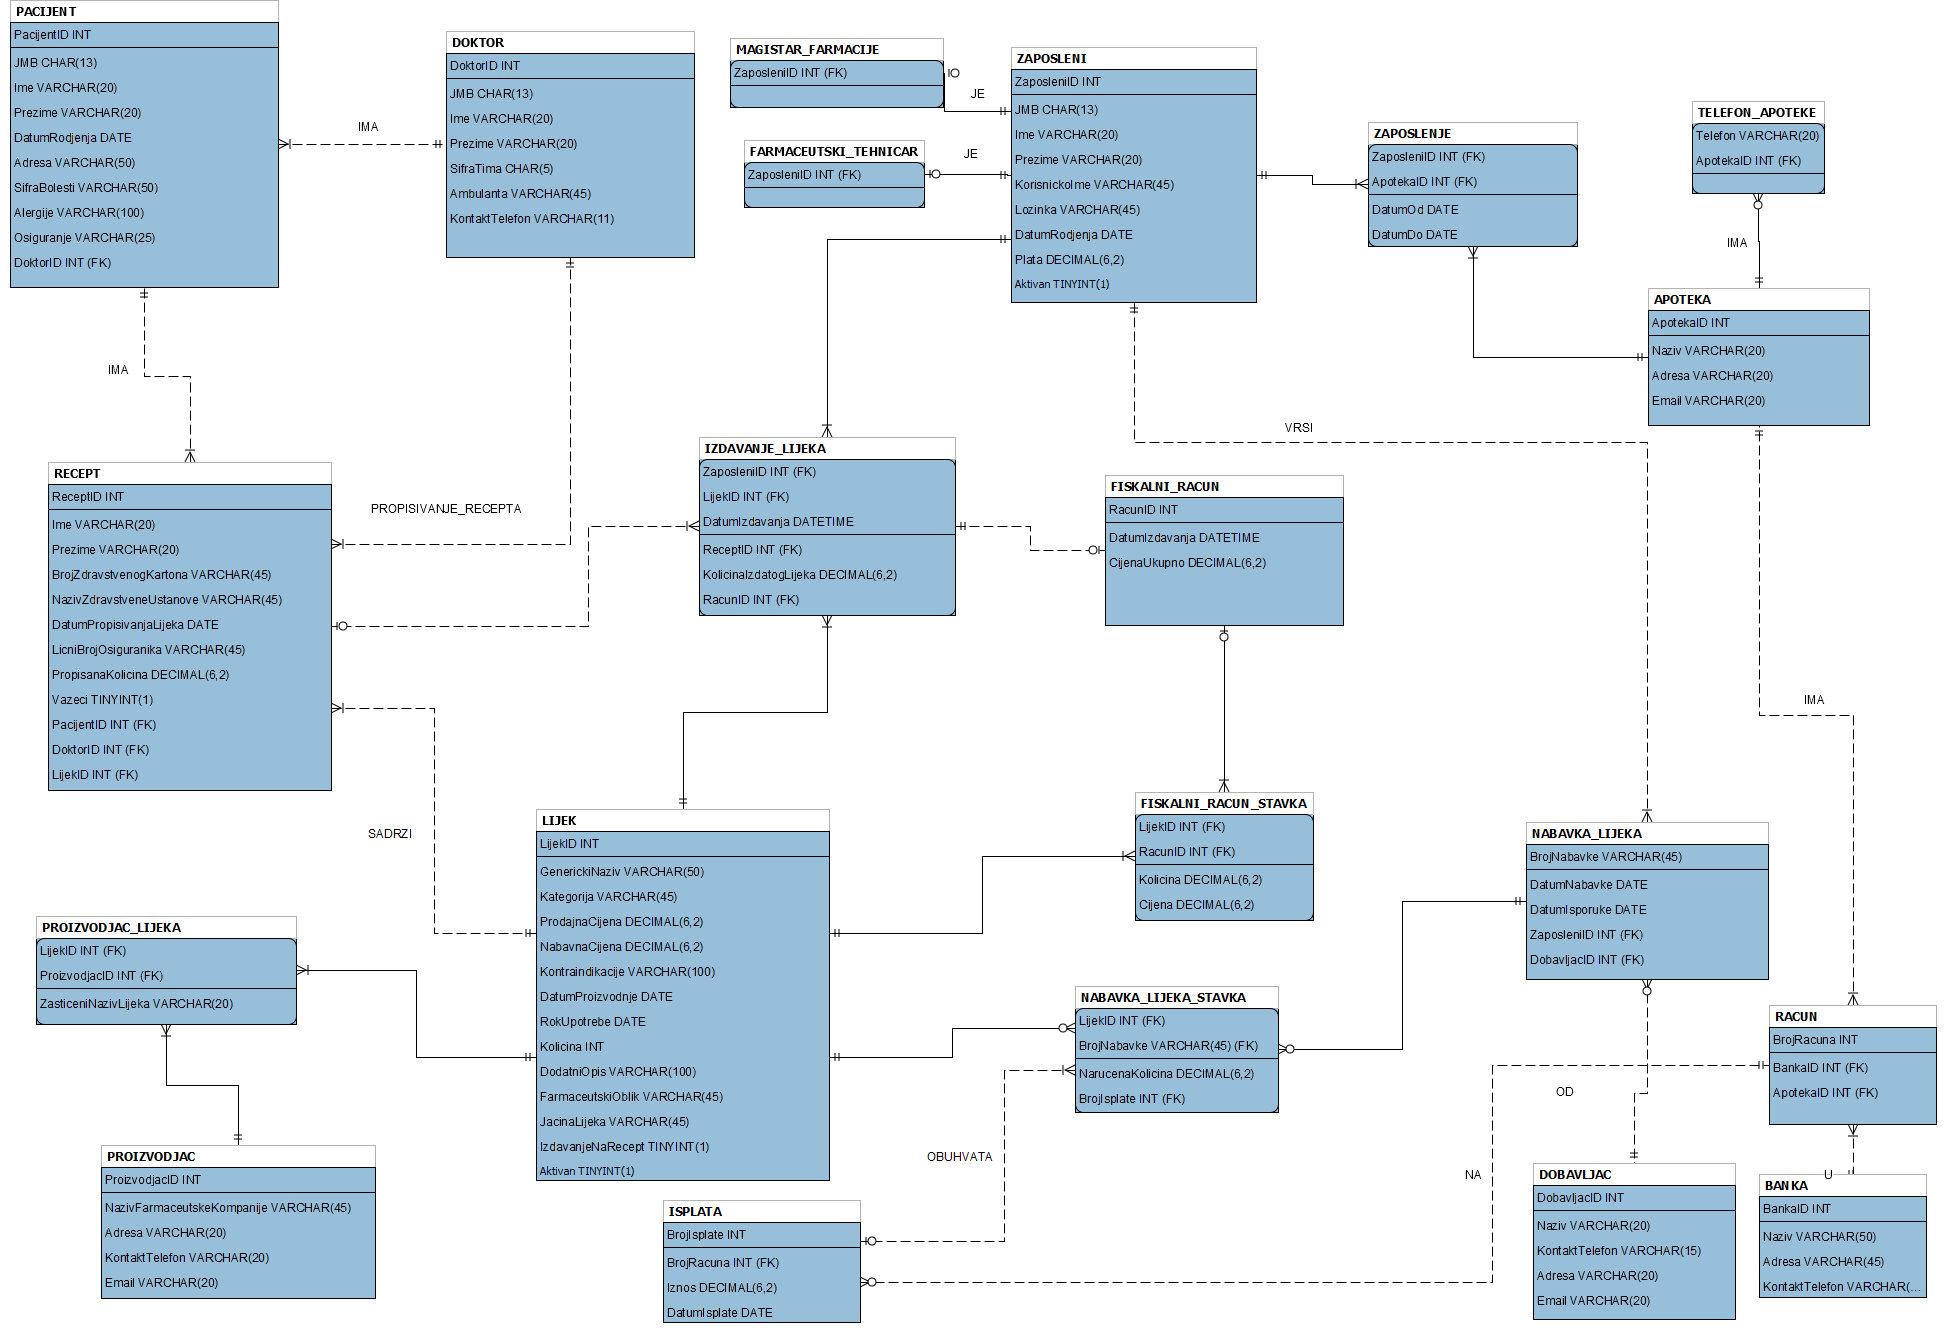 PACIJENT
PacijentID INT
JMB CHAR(13)
Ime VARCHAR(20)
Prezime VARCHAR(20)
DatumRodjenja DATE
Adresa VARCHAR(50)
SifraBolesti VARCHAR(50)
Alergije VARCHAR(100)
Osiguranje VARCHAR(25)
DoktorID INT (FK)
IMA
DOKTOR
DoktorID INT
JMB CHAR(13)
Ime VARCHAR(20)
Prezime VARCHAR(20)
SifraTima CHAR(5)
Ambulanta VARCHAR(45)
KontaktTelefon VARCHAR(11)
MAGISTAR_FARMACIJE
ZaposleniID INT (FK)
JE
FARMACEUTSKI_TEHNICAR
ZaposleniID INT (FK)
JE
ZAPOSLENI
ZaposleniID INT
JMB CHAR(13)
Ime VARCHAR(20)
Prezime VARCHAR(20)
KorisnickoIme VARCHAR(45)
Lozinka VARCHAR(45)
DatumRodjenja DATE
Plata DECIMAL(6,2)
Aktivan TINYINT(1)
ZAPOSLENJE
ZaposleniID INT (FK)
ApotekaID INT (FK)
DatumOd DATE
DatumDo DATE
TELEFON_APOTEKE
Telefon VARCHAR(20)
ApotekaID INT (FK)
IMA
APOTEKA
ApotekaID INT
Naziv VARCHAR(20)
Adresa VARCHAR(20)
Email VARCHAR(20)
IMA
VRSI
RECEPT
ReceptID INT
Ime VARCHAR(20)
Prezime VARCHAR(20)
BrojZdravstvenogKartona VARCHAR(45)
NazivZdravstveneUstanove VARCHAR(45)
DatumPropisivanjaLijeka DATE
LicniBrojOsiguranika VARCHAR(45)
PropisanaKolicina DECIMAL(6,2)
Vazeci TINYINT(1)
PacijentID INT (FK)
DoktorID INT (FK)
LijekID INT (FK)
PROPISIVANJE_RECEPTA
IZDAVANJE_LIJEKA
ZaposleniID INT (FK)
LijekID INT (FK)
DatumIzdavanja DATETIME
ReceptID INT (FK)
KolicinaIzdatogLijeka DECIMAL(6,2)
RacunID INT (FK)
FISKALNI_RACUN
RacunID INT
DatumIzdavanja DATETIME
CijenaUkupno DECIMAL(6,2)
IMA
SADRZI
LIJEK
LijekID INT
GenerickiNaziv VARCHAR(50)
Kategorija VARCHAR(45)
ProdajnaCijena DECIMAL(6,2)
NabavnaCijena DECIMAL(6,2)
Kontraindikacije VARCHAR(100)
DatumProizvodnje DATE
RokUpotrebe DATE
Kolicina INT
DodatniOpis VARCHAR(100)
FarmaceutskiOblik VARCHAR(45)
JacinaLijeka VARCHAR(45)
IzdavanjeNaRecept TINYINT(1)
Aktivan TINYINT(1)
FISKALNI_RACUN_STAVKA
LijekID INT (FK)
RacunID INT (FK)
Kolicina DECIMAL(6,2)
Cijena DECIMAL(6,2)
NABAVKA_LIJEKA
BrojNabavke VARCHAR(45)
DatumNabavke DATE
DatumIsporuke DATE
ZaposleniID INT (FK)
DobavljacID INT (FK)
PROIZVODJAC_LIJEKA
LijekID INT (FK)
ProizvodjacID INT (FK)
ZasticeniNazivLijeka VARCHAR(20)
NABAVKA_LIJEKA_STAVKA
LijekID INT (FK)
BrojNabavke VARCHAR(45) (FK)
NarucenaKolicina DECIMAL(6,2)
BrojIsplate INT (FK)
RACUN
BrojRacuna INT
BankaID INT (FK)
ApotekaID INT (FK)
OD
OBUHVATA
NA
U
PROIZVODJAC
ProizvodjacID INT
NazivFarmaceutskeKompanije VARCHAR(45)
Adresa VARCHAR(20)
KontaktTelefon VARCHAR(20)
Email VARCHAR(20)
ISPLATA
BrojIsplate INT
BrojRacuna INT (FK)
Iznos DECIMAL(6,2)
DatumIsplate DATE
DOBAVLJAC
DobavljacID INT
Naziv VARCHAR(20)
KontaktTelefon VARCHAR(15)
Adresa VARCHAR(20)
Email VARCHAR(20)
BANKA
BankaID INT
Naziv VARCHAR(50)
Adresa VARCHAR(45)
KontaktTelefon VARCHAR(...